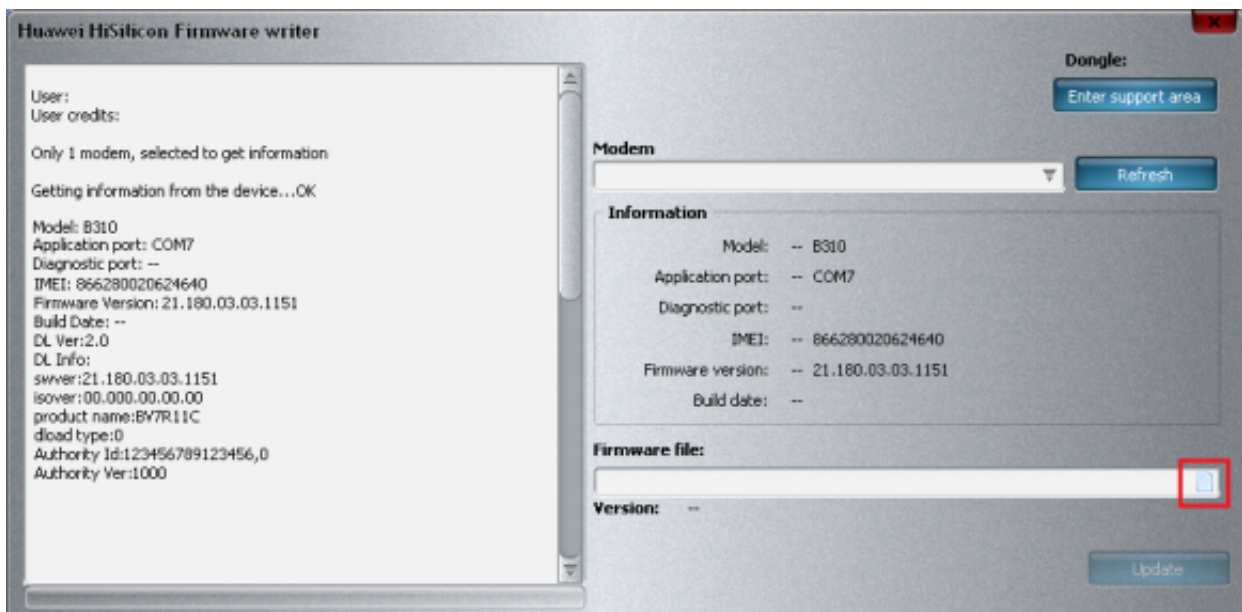 Huawei HiSilicon Firmware writer
User:
User credits:
Only 1 modem, selected to get information
Getting information from the device...OK
Model: B310
Application port: COM7
Diagnostic port: --
IMEI: 866280020624640
Firmware Version: 21.180.03.03.1151
Build Date: --
DL Ver:2.0
DL Info:
swver:21.180.03.03.1151
isover:00.000.00.00.00
product name:BV7R11C
dload type:0
Authority Id:123456789123456,0
Authority Ver:1000
Dongle:
Enter support area
Modem
Refresh
Information
Model: -- B310
Application port: -- COM7
Diagnostic port: --
IMEI: -- 866280020624640
Firmware version: -- 21.180.03.03.1151
Build date: --
Firmware file:
Version: --
Update